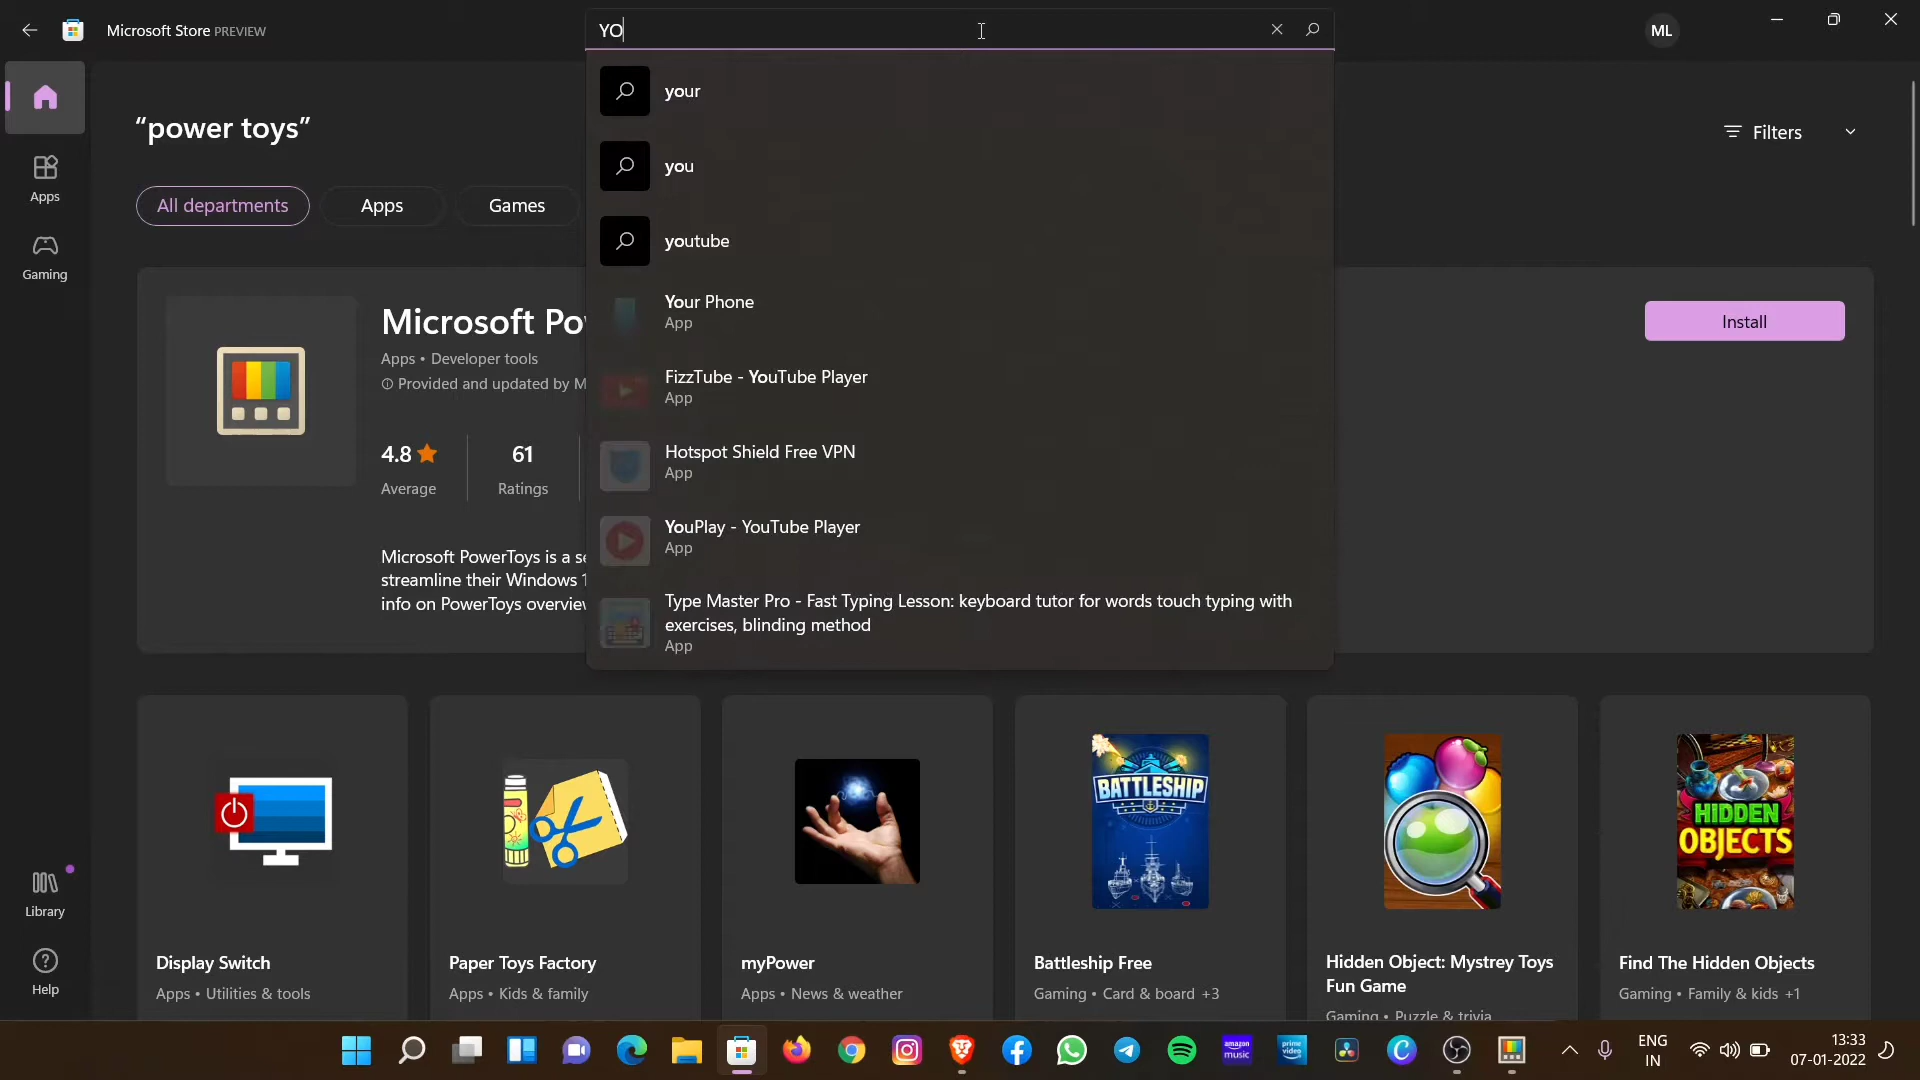 Microsoft Store PREVIEW
YO
ML
Apps
Gaming
Library
Help
“power toys”
Filters
All departments
Apps
Games
your
you
youtube
Your Phone
App
FizzTube - YouTube Player
App
Hotspot Shield Free VPN
App
YouPlay - YouTube Player
App
Type Master Pro - Fast Typing Lesson: keyboard tutor for words touch typing with
exercises, blinding method
App
Microsoft Po
Apps • Developer tools
Provided and updated by M
4.8
Average
61
Ratings
Microsoft PowerToys is a se
streamline their Windows 1
info on PowerToys overview
Install
BATTLESHIP
HIDDEN
OBJECTS
Display Switch
Apps • Utilities & tools
Paper Toys Factory
Apps • Kids & family
myPower
Apps • News & weather
Battleship Free
Gaming • Card & board +3
Hidden Object: Mystrey Toys
Fun Game
Gaming • Puzzle & trivia
Find The Hidden Objects
Gaming • Family & kids +1
amazon
music
prime
video
ENG
IN
13:33
07-01-2022